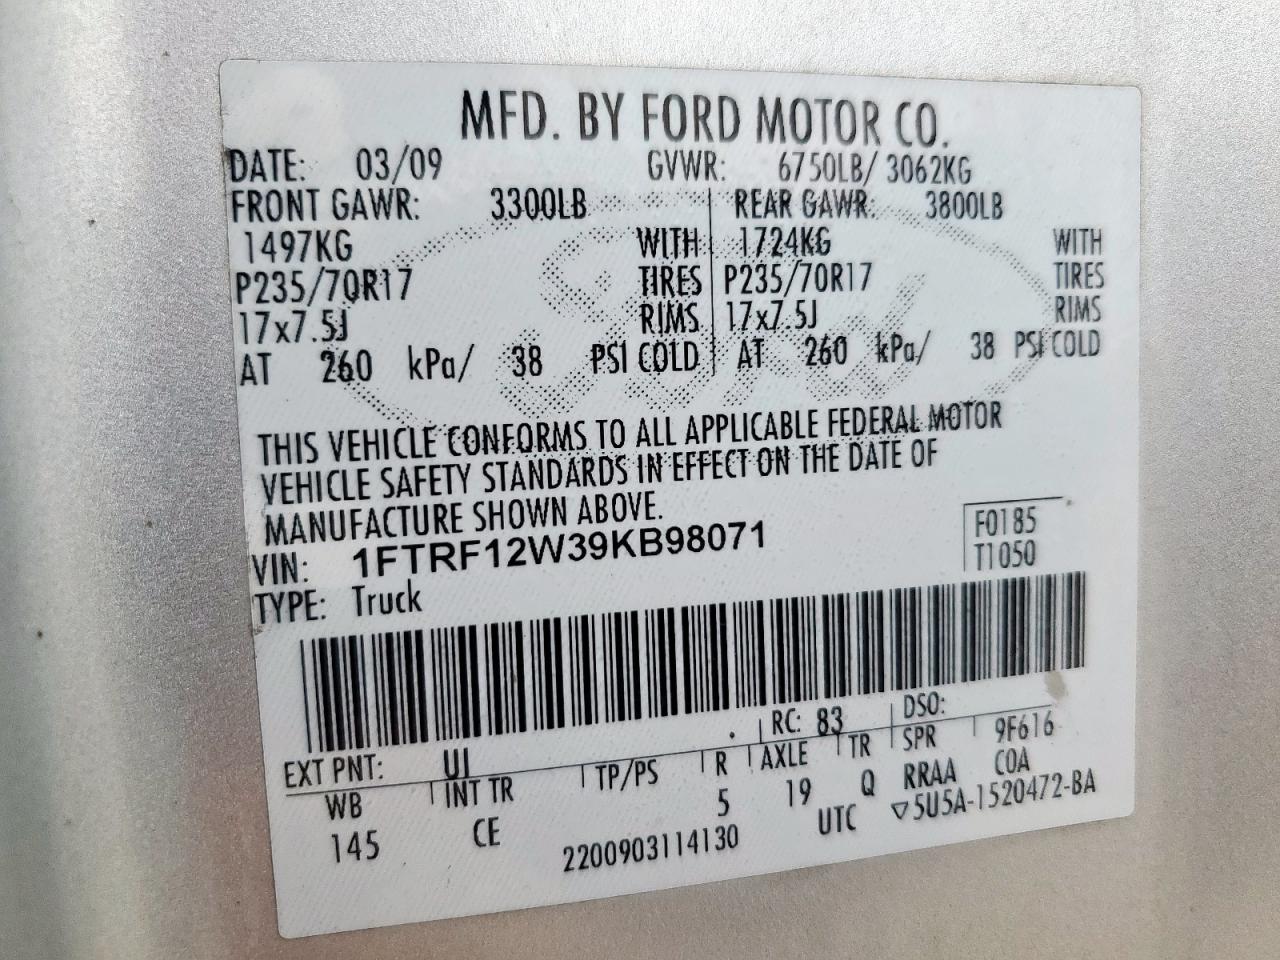 MFD. BY FORD MOTOR CO.
DATE: 03/09 GVWR: 6750LB/ 3062KG
FRONT GAWR: 3300LB REAR GAWR: 3800LB
1497KG WITH 1724KG WITH
P235/70R17 TIRES P235/70R17 TIRES
17x7.5J RIMS 17x7.5J RIMS
AT 260 kPa/ 38 PSI COLD AT 260 kPa/ 38 PSI COLD
THIS VEHICLE CONFORMS TO ALL APPLICABLE FEDERAL MOTOR
VEHICLE SAFETY STANDARDS IN EFFECT ON THE DATE OF
MANUFACTURE SHOWN ABOVE.
VIN: 1FTRF12W39KB98071 F0185
TYPE: Truck T1050
EXT PNT: UI RC: 83 DSO:
WB INT TR TP/PS R AXLE TR SPR 9F616
145 CE 5 19 Q RRAA COA
2200903114130 UTC ▽5U5A-1520472-BA